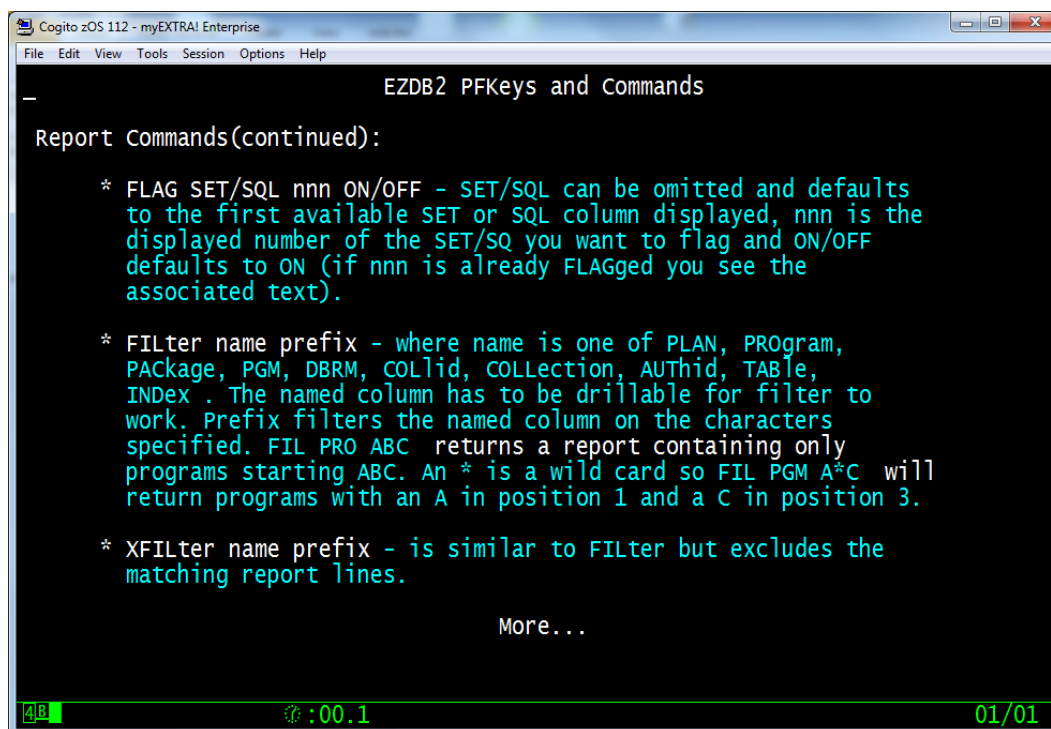 Cogito zOS 112 - myEXTRA! Enterprise
File Edit View Tools Session Options Help
EZDB2 PFKeys and Commands
Report Commands(continued):
* FLAG SET/SQL nnn ON/OFF - SET/SQL can be omitted and defaults
to the first available SET or SQL column displayed, nnn is the
displayed number of the SET/SQ you want to flag and ON/OFF
defaults to ON (if nnn is already FLAGged you see the
associated text).
* FILter name prefix - where name is one of PLAN, PROgram,
PACkage, PGM, DBRM, COLlid, COLLection, AUThid, TABle,
INDex . The named column has to be drillable for filter to
work. Prefix filters the named column on the characters
specified. FIL PRO ABC returns a report containing only
programs starting ABC. An * is a wild card so FIL PGM A*C will
return programs with an A in position 1 and a C in position 3.
* XFILter name prefix - is similar to FILter but excludes the
matching report lines.
More...
4B :00.1 01/01